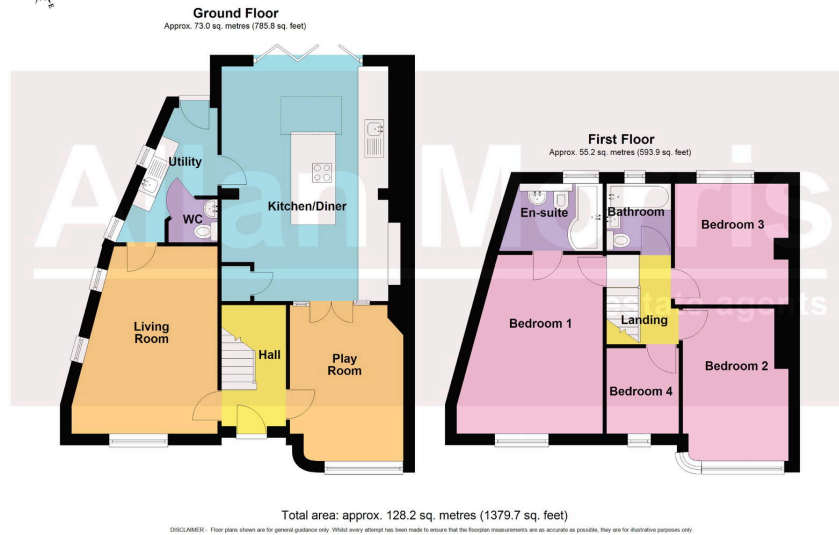 E
Ground Floor
Approx. 73.0 sq. metres (785.8 sq. feet)
Utility
WC
Kitchen/Diner
Living
Room
Hall
Play
Room
First Floor
Approx. 55.2 sq. metres (593.9 sq. feet)
En-suite
Bathroom
Bedroom 3
Bedroom 1
Landing
Bedroom 2
Bedroom 4
Allan Morris
estate agents
Total area: approx. 128.2 sq. metres (1379.7 sq. feet)
DISCLAIMER - Floor plans shown are for general guidance only. Whilst every attempt has been made to ensure that the floorplan measurements are as accurate as possible, they are for illustrative purposes only.